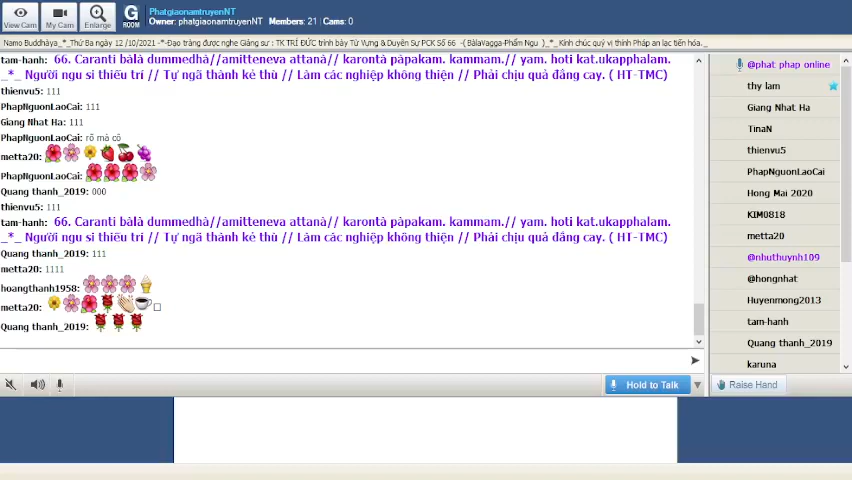 View Cam
My Cam
Enlarge
G
ROOM
PhatgiaonamtruyenNT
Owner: phatgiaonamtruyenNT Members: 21 | Cams: 0
Namo Buddhàya_*_Thứ Ba ngày 12 /10/2021 -*-Đạo tràng được nghe Giảng sư : TK TRÍ ĐỨC trình bày Từ Vựng & Duyên Sự PCK Số 66 -( BàlaVagga-Phẩm Ngu )_*_ Kính chúc quý vị thính Pháp an lạc tiến hóa._
tam-hanh: 66. Caranti bàlà dummedhà//amitteneva attanà// karontà pàpakam. kammam.// yam. hoti kat.ukapphalam.
_*_ Người ngu si thiếu trí // Tự ngã thành kẻ thù // Làm các nghiệp không thiện // Phải chịu quả đắng cay. ( HT-TMC)
thienvu5: 111
PhapNguonLaoCai: 111
Giang Nhat Ha: 111
PhapNguonLaoCai: rõ mà cô
metta20:
PhapNguonLaoCai:
Quang thanh_2019: 000
thienvu5: 111
tam-hanh: 66. Caranti bàlà dummedhà//amitteneva attanà// karontà pàpakam. kammam.// yam. hoti kat.ukapphalam.
_*_ Người ngu si thiếu trí // Tự ngã thành kẻ thù // Làm các nghiệp không thiện // Phải chịu quả đắng cay. ( HT-TMC)
Quang thanh_2019: 111
metta20: 1111
hoangthanh1958:
metta20:
Quang thanh_2019:
Hold to Talk
@phat phap online
thy lam
Giang Nhat Ha
TinaN
thienvu5
PhapNguonLaoCai
Hong Mai 2020
KIM0818
metta20
@nhuthuynh109
@hongnhat
Huyenmong2013
tam-hanh
Quang thanh_2019
karuna
Raise Hand